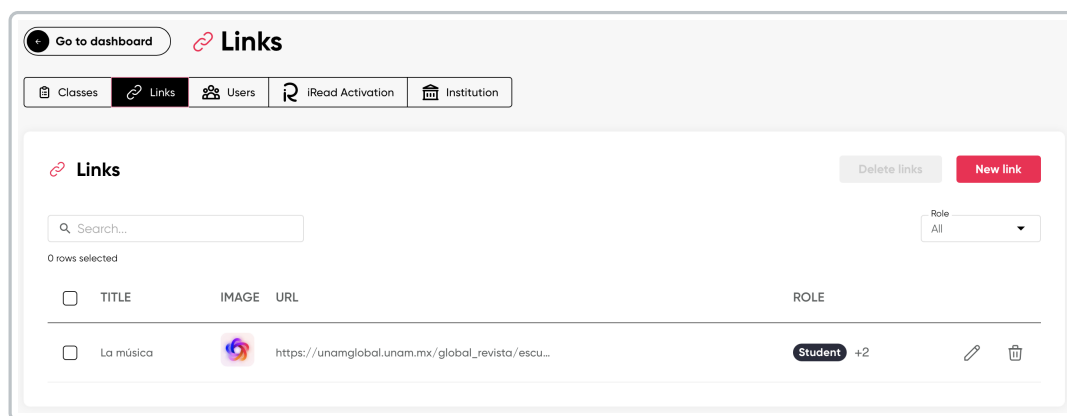 Go to dashboard
Links
Classes
Links
Users
iRead Activation
Institution
Links
Delete links
New link
Search...
Role
All
0 rows selected
TITLE IMAGE URL ROLE
La música https://unamglobal.unam.mx/global_revista/escu... Student +2